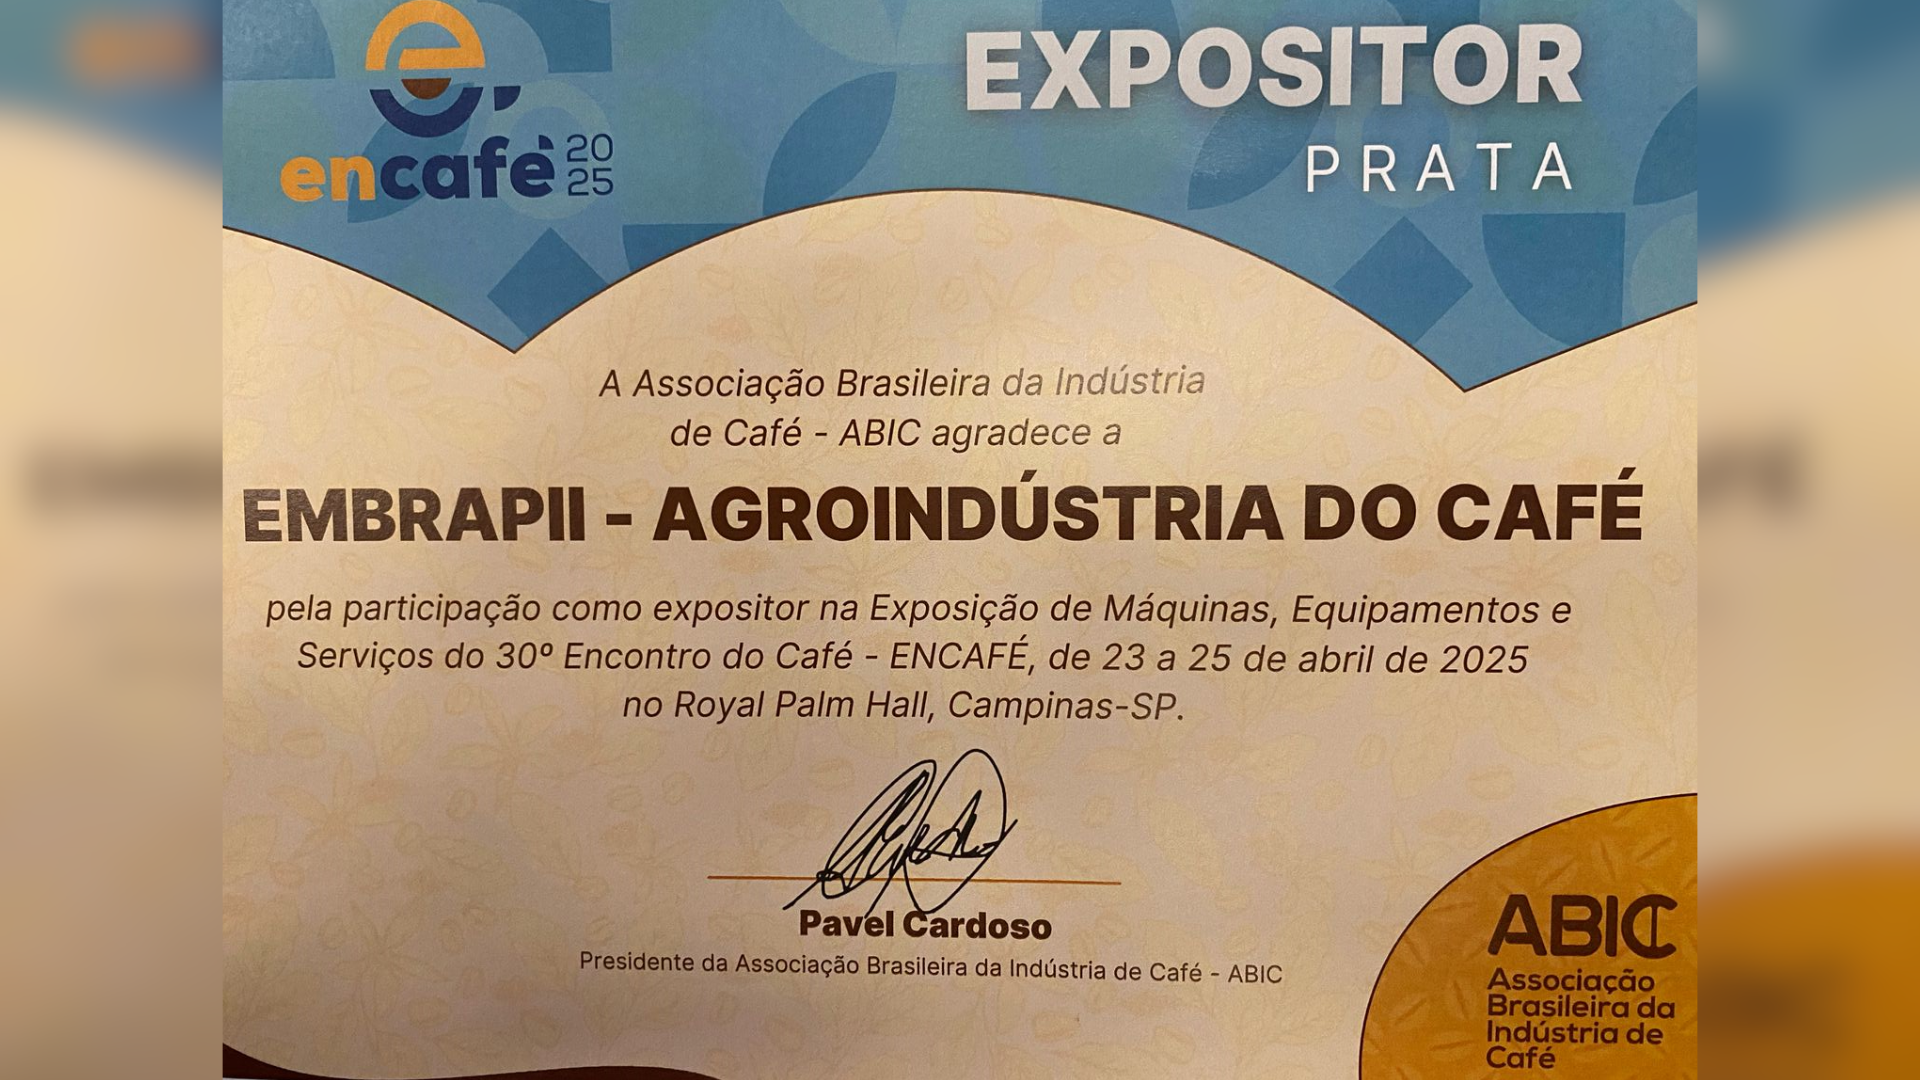 encafé 20 25
EXPOSITOR
PRATA
A Associação Brasileira da Indústria
de Café - ABIC agradece a
EMBRAPII - AGROINDÚSTRIA DO CAFÉ
pela participação como expositor na Exposição de Máquinas, Equipamentos e
Serviços do 30º Encontro do Café - ENCAFÉ, de 23 a 25 de abril de 2025
no Royal Palm Hall, Campinas-SP.
Pavel Cardoso
Presidente da Associação Brasileira da Indústria de Café - ABIC
ABIC
Associação
Brasileira da
Indústria de
Café